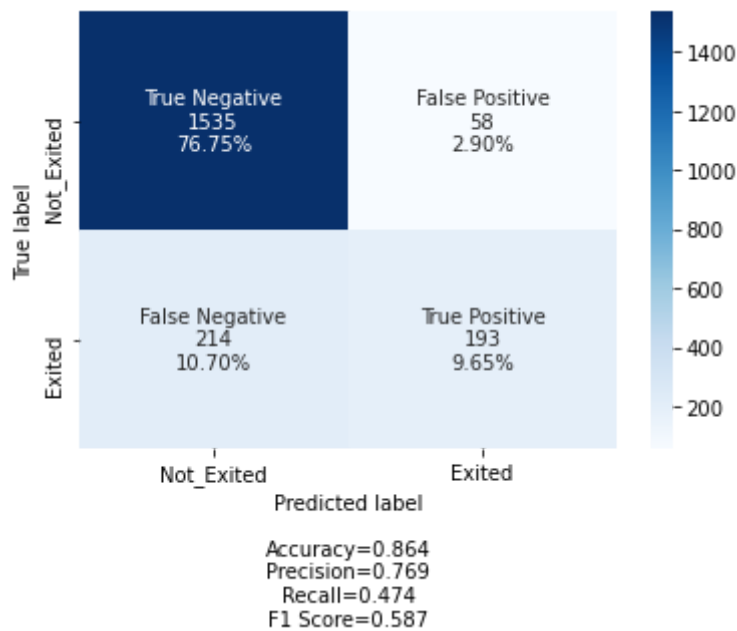 True Negative
1535
76.75%
False Positive
58
2.90%
False Negative
214
10.70%
True Positive
193
9.65%
True label
Not_Exited
Exited
Not_Exited
Exited
Predicted label
1400
1200
1000
800
600
400
200
Accuracy=0.864
Precision=0.769
Recall=0.474
F1 Score=0.587